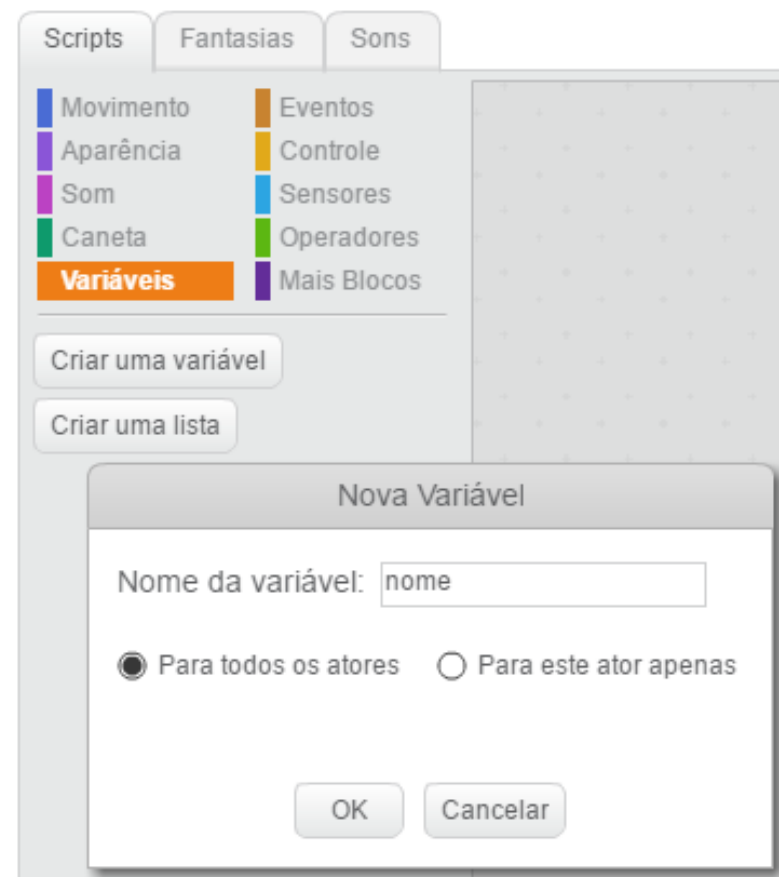 Scripts Fantasias Sons
Movimento Eventos
Aparência Controle
Som Sensores
Caneta Operadores
Variáveis Mais Blocos
Criar uma variável
Criar uma lista
Nova Variável
Nome da variável: nome
Para todos os atores Para este ator apenas
OK Cancelar